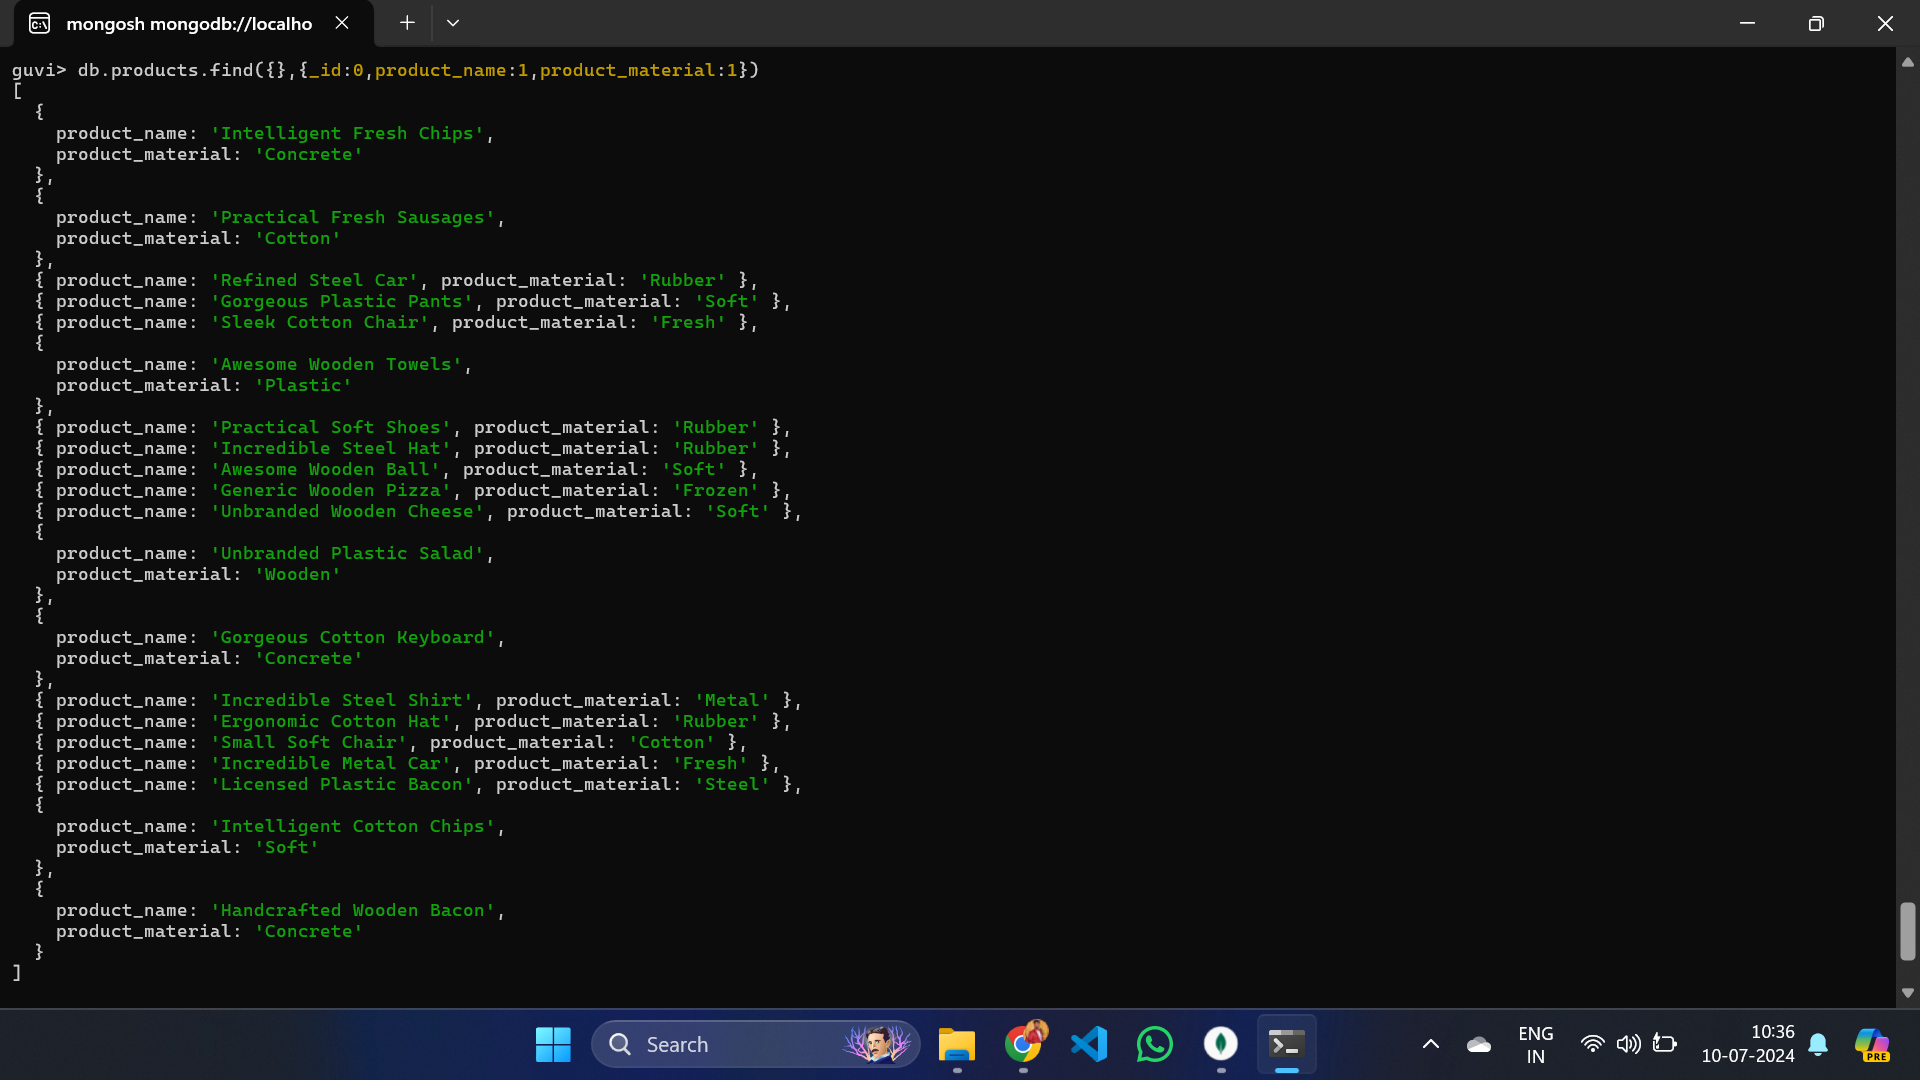 mongosh mongodb://localho
guvi> db.products.find({},{_id:0,product_name:1,product_material:1})
[
  {
    product_name: 'Intelligent Fresh Chips',
    product_material: 'Concrete'
  },
  {
    product_name: 'Practical Fresh Sausages',
    product_material: 'Cotton'
  },
  { product_name: 'Refined Steel Car', product_material: 'Rubber' },
  { product_name: 'Gorgeous Plastic Pants', product_material: 'Soft' },
  { product_name: 'Sleek Cotton Chair', product_material: 'Fresh' },
  {
    product_name: 'Awesome Wooden Towels',
    product_material: 'Plastic'
  },
  { product_name: 'Practical Soft Shoes', product_material: 'Rubber' },
  { product_name: 'Incredible Steel Hat', product_material: 'Rubber' },
  { product_name: 'Awesome Wooden Ball', product_material: 'Soft' },
  { product_name: 'Generic Wooden Pizza', product_material: 'Frozen' },
  { product_name: 'Unbranded Wooden Cheese', product_material: 'Soft' },
  {
    product_name: 'Unbranded Plastic Salad',
    product_material: 'Wooden'
  },
  {
    product_name: 'Gorgeous Cotton Keyboard',
    product_material: 'Concrete'
  },
  { product_name: 'Incredible Steel Shirt', product_material: 'Metal' },
  { product_name: 'Ergonomic Cotton Hat', product_material: 'Rubber' },
  { product_name: 'Small Soft Chair', product_material: 'Cotton' },
  { product_name: 'Incredible Metal Car', product_material: 'Fresh' },
  { product_name: 'Licensed Plastic Bacon', product_material: 'Steel' },
  {
    product_name: 'Intelligent Cotton Chips',
    product_material: 'Soft'
  },
  {
    product_name: 'Handcrafted Wooden Bacon',
    product_material: 'Concrete'
  }
]
Search
ENG
IN
10:36
10-07-2024
PRE